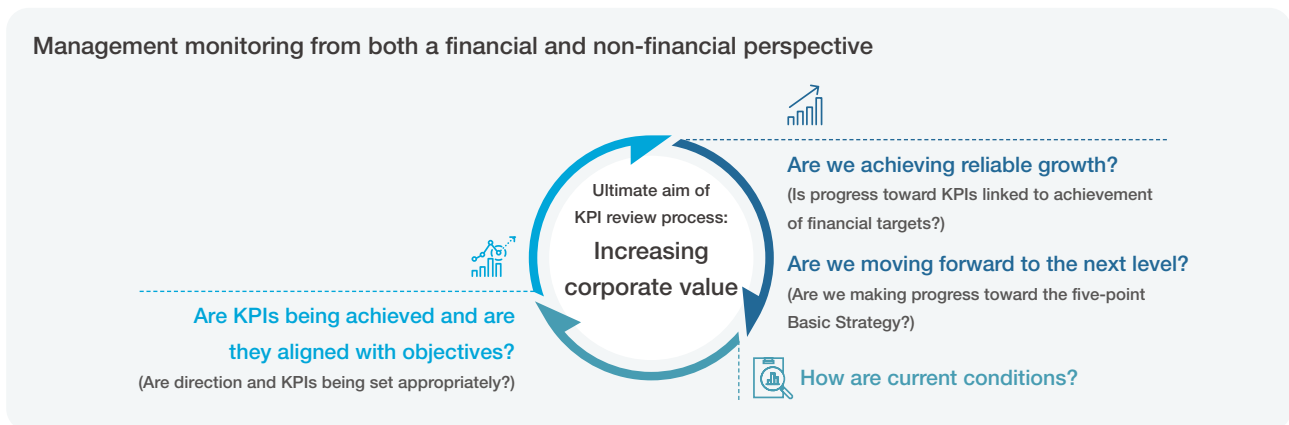 Management monitoring from both a financial and non-financial perspective
Ultimate aim of
KPI review process:
Increasing
corporate value
Are we achieving reliable growth?
(Is progress toward KPIs linked to achievement
of financial targets?)
Are we moving forward to the next level?
(Are we making progress toward the five-point
Basic Strategy?)
How are current conditions?
Are KPIs being achieved and are
they aligned with objectives?
(Are direction and KPIs being set appropriately?)